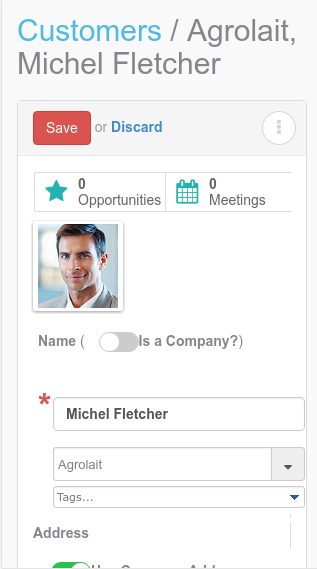 Customers / Agrolait,
Michel Fletcher
Save or Discard
0
Opportunities
0
Meetings
Name ( Is a Company?)
*
Michel Fletcher
Agrolait
Tags...
Address